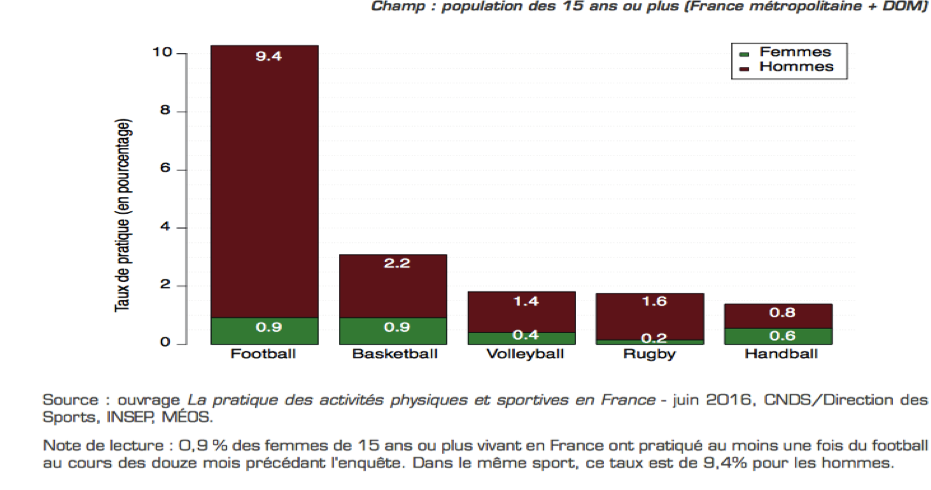 Champ : population des 15 ans ou plus (France métropolitaine + DOM)
Femmes
Hommes
Taux de pratique (en pourcentage)
10
8
6
4
2
0
9.4
0.9
2.2
0.9
1.4
0.4
1.6
0.2
0.8
0.6
Football
Basketball
Volleyball
Rugby
Handball
Source : ouvrage La pratique des activités physiques et sportives en France - juin 2016, CNDS/Direction des
Sports, INSEP, MÉOS.
Note de lecture : 0,9 % des femmes de 15 ans ou plus vivant en France ont pratiqué au moins une fois du football
au cours des douze mois précédant l'enquête. Dans le même sport, ce taux est de 9,4% pour les hommes.